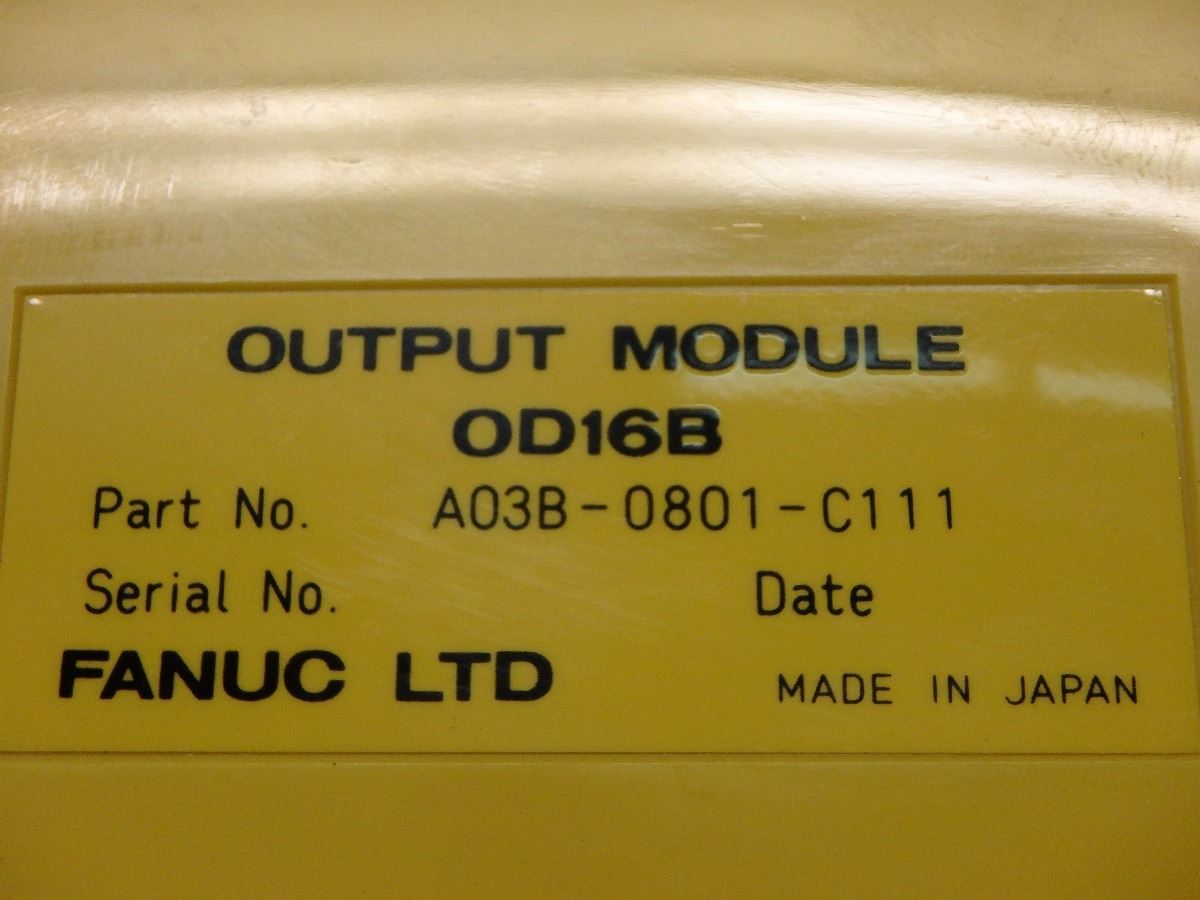 OUTPUT MODULE
OD16B
Part No. A03B-0801-C111
Serial No. Date
FANUC LTD MADE IN JAPAN